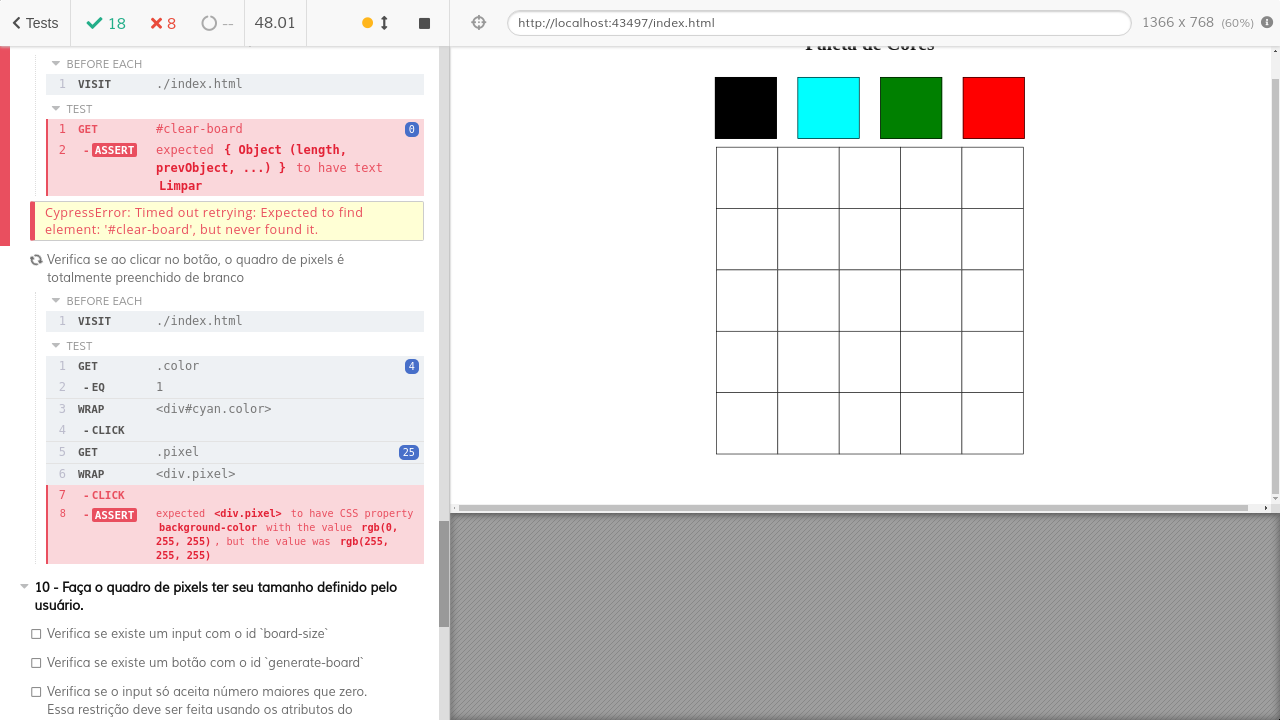 Tests
18
8
--
48.01
http://localhost:43497/index.html
1366 x 768 (60%)
BEFORE EACH
1 VISIT ./index.html
TEST
1 GET #clear-board 0
2 - ASSERT expected { Object (length,
prevObject, ...) } to have text
Limpar
CypressError: Timed out retrying: Expected to find
element: '#clear-board', but never found it.
Verifica se ao clicar no botão, o quadro de pixels é
totalmente preenchido de branco
BEFORE EACH
1 VISIT ./index.html
TEST
1 GET .color 4
2 - EQ 1
3 WRAP <div#cyan.color>
4 - CLICK
5 GET .pixel 25
6 WRAP <div.pixel>
7 - CLICK
8 - ASSERT expected <div.pixel> to have CSS property
background-color with the value rgb(0,
255, 255) , but the value was rgb(255,
255, 255)
10 - Faça o quadro de pixels ter seu tamanho definido pelo
usuário.
Verifica se existe um input com o id `board-size`
Verifica se existe um botão com o id `generate-board`
Verifica se o input só aceita número maiores que zero.
Essa restrição deve ser feita usando os atributos do
Paleta de Cores